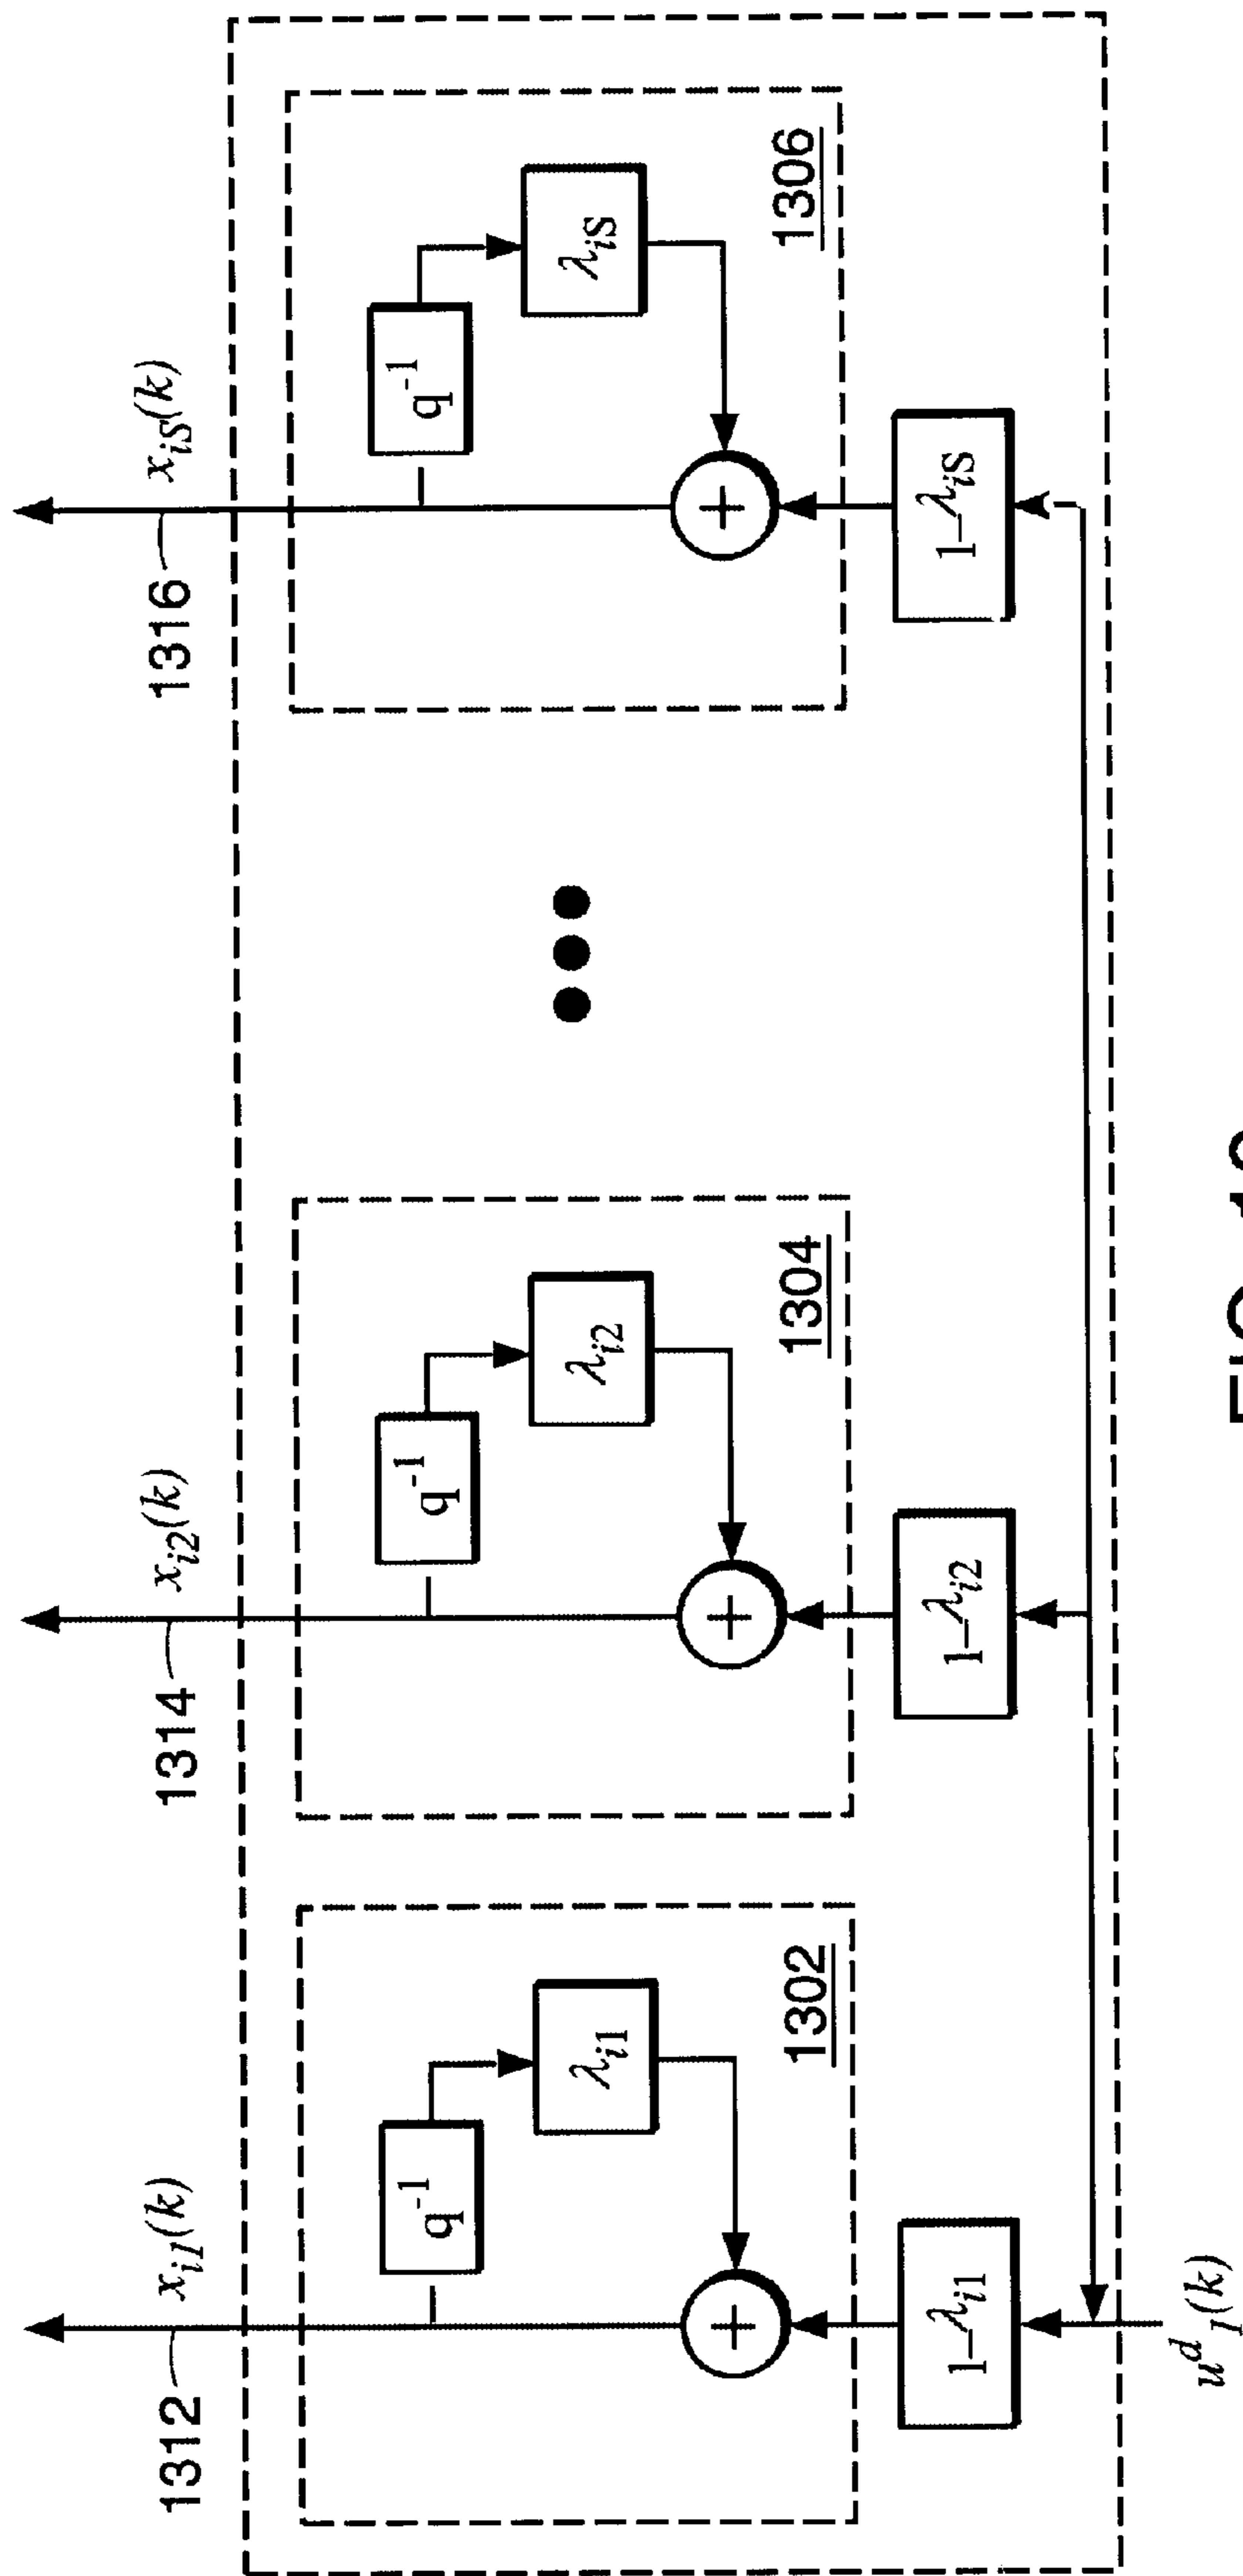 1312
x_{i1}(k)
1314
x_{i2}(k)
1316
x_{iS}(k)
q^{-1}
λ_{i1}
+
1302
q^{-1}
λ_{i2}
+
1304
q^{-1}
λ_{iS}
+
1306
1-λ_{i1}
1-λ_{i2}
1-λ_{iS}
u^d_1(k)
FIG.